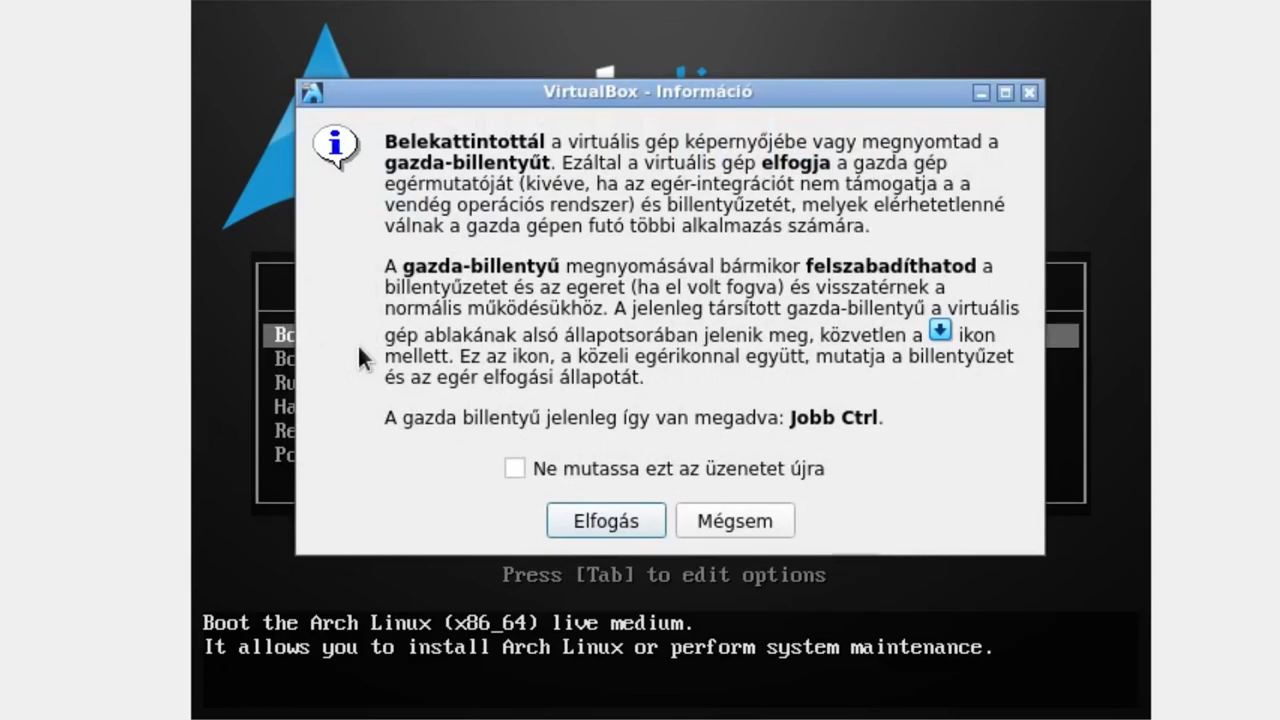 VirtualBox - Információ
Belekattintottál a virtuális gép képernyőjébe vagy megnyomtad a
gazda-billentyűt. Ezáltal a virtuális gép elfogja a gazda gép
egérmutatóját (kivéve, ha az egér-integrációt nem támogatja a a
vendég operációs rendszer) és billentyűzetét, melyek elérhetetlenné
válnak a gazda gépen futó többi alkalmazás számára.
A gazda-billentyű megnyomásával bármikor felszabadíthatod a
billentyűzetet és az egeret (ha el volt fogva) és visszatérnek a
normális működésükhöz. A jelenleg társított gazda-billentyű a virtuális
gép ablakának alsó állapotsorában jelenik meg, közvetlen a ikon
mellett. Ez az ikon, a közeli egérikonnal együtt, mutatja a billentyűzet
és az egér elfogási állapotát.
A gazda billentyű jelenleg így van megadva: Jobb Ctrl.
Ne mutassa ezt az üzenetet újra
Elfogás Mégsem
Bo
Bo
Ru
Ha
Re
Po
Press [Tab] to edit options
Boot the Arch Linux (x86_64) live medium.
It allows you to install Arch Linux or perform system maintenance.